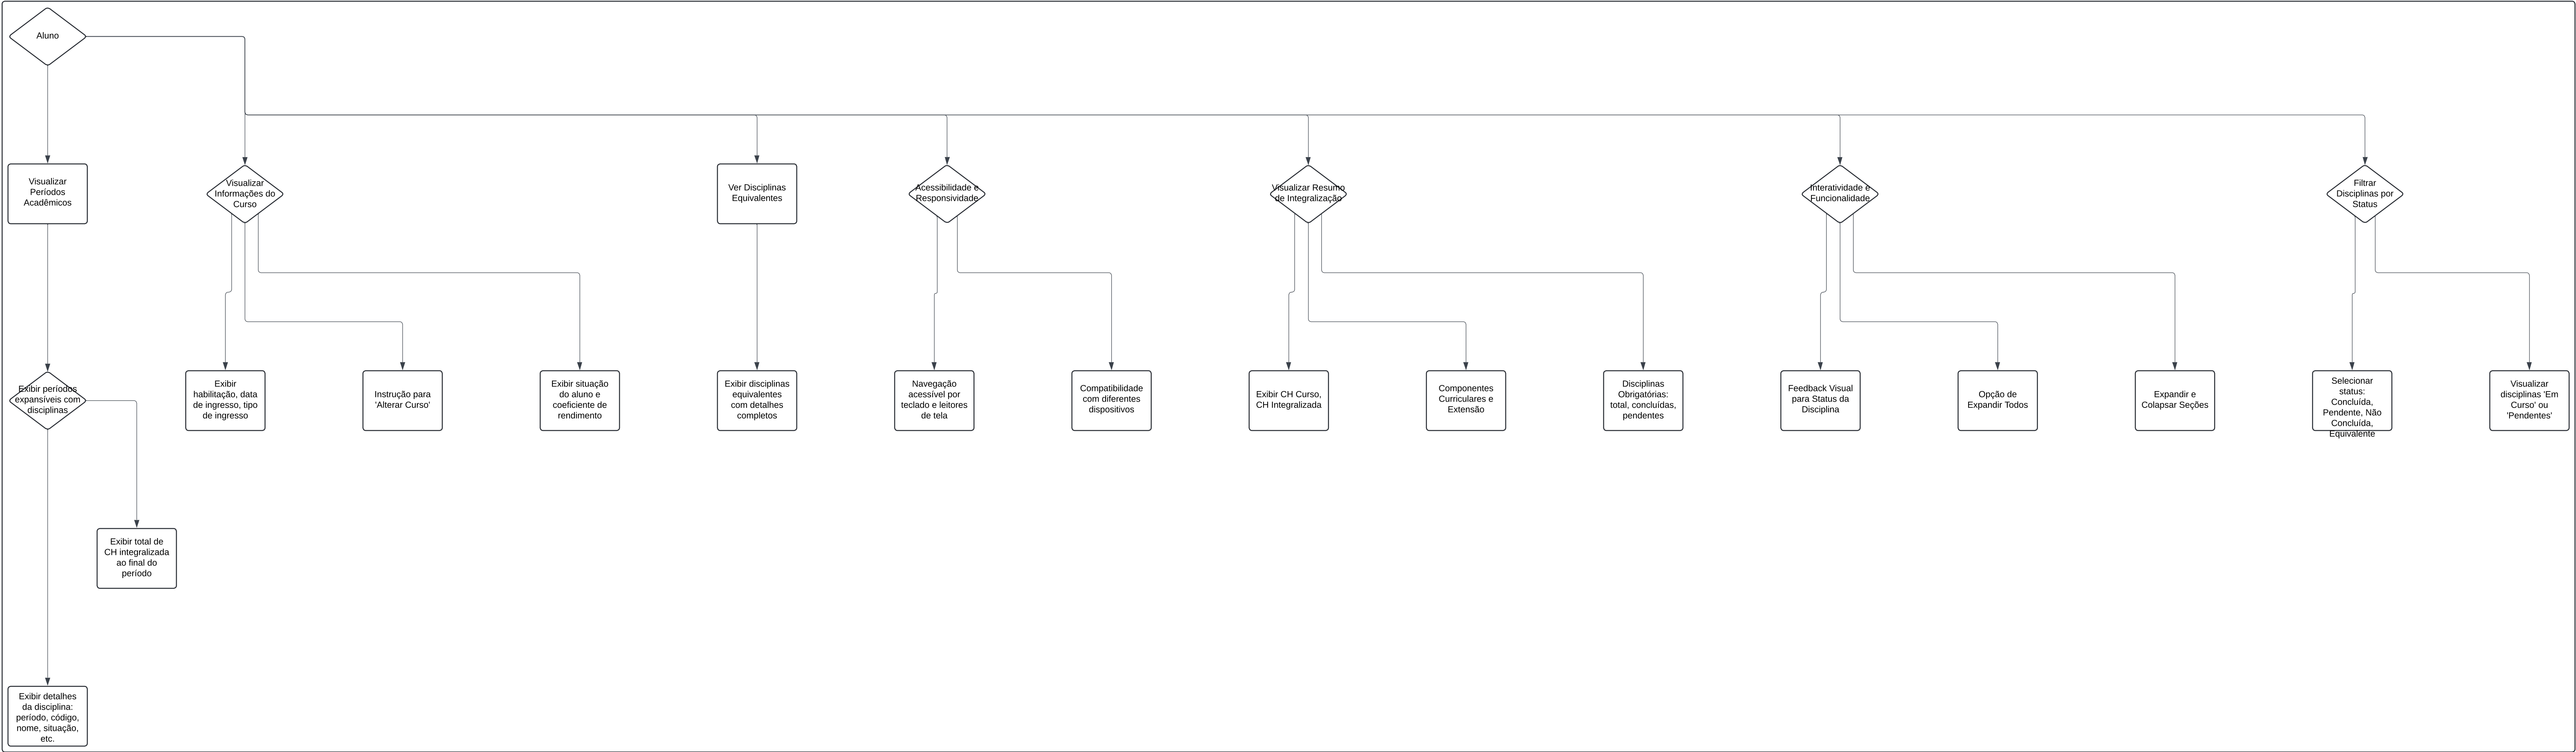 Aluno
Visualizar
Períodos
Acadêmicos
Visualizar
Informações do
Curso
Ver Disciplinas
Equivalentes
Acessibilidade e
Responsividade
Visualizar Resumo
de Integralização
Interatividade e
Funcionalidade
Filtrar
Disciplinas por
Status
Exibir períodos
expansíveis com
disciplinas
Exibir
habilitação, data
de ingresso, tipo
de ingresso
Instrução para
'Alterar Curso'
Exibir situação
do aluno e
coeficiente de
rendimento
Exibir disciplinas
equivalentes
com detalhes
completos
Navegação
acessível por
teclado e leitores
de tela
Compatibilidade
com diferentes
dispositivos
Exibir CH Curso,
CH Integralizada
Componentes
Curriculares e
Extensão
Disciplinas
Obrigatórias:
total, concluídas,
pendentes
Feedback Visual
para Status da
Disciplina
Opção de
Expandir Todos
Expandir e
Colapsar Seções
Selecionar
status:
Concluída,
Pendente, Não
Concluída,
Equivalente
Visualizar
disciplinas 'Em
Curso' ou
'Pendentes'
Exibir total de
CH integralizada
ao final do
período
Exibir detalhes
da disciplina:
período, código,
nome, situação,
etc.